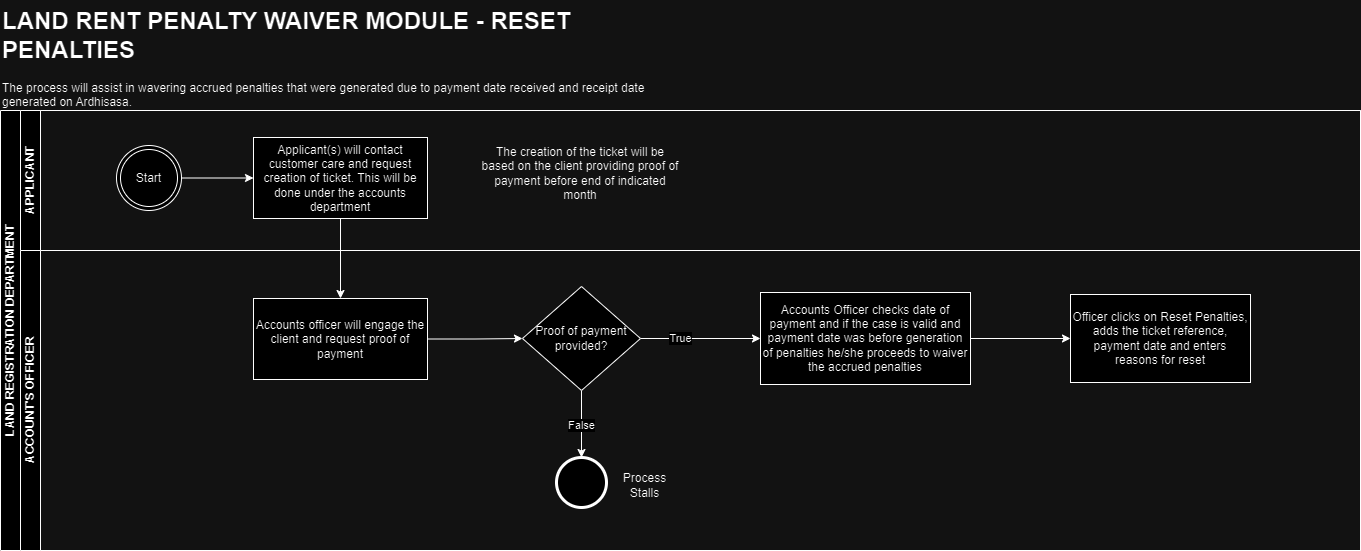 LAND RENT PENALTY WAIVER MODULE - RESET
PENALTIES
The process will assist in wavering accrued penalties that were generated due to payment date received and receipt date
generated on Ardhisasa.
LAND REGISTRATION DEPARTMENT
APPLICANT
Start
Applicant(s) will contact
customer care and request
creation of ticket. This will be
done under the accounts
department
The creation of the ticket will be
based on the client providing proof of
payment before end of indicated
month
ACCOUNT'S OFFICER
Accounts officer will engage the
client and request proof of
payment
Proof of payment
provided?
True
Accounts Officer checks date of
payment and if the case is valid and
payment date was before generation
of penalties he/she proceeds to waiver
the accrued penalties
Officer clicks on Reset Penalties,
adds the ticket reference,
payment date and enters
reasons for reset
False
Process
Stalls